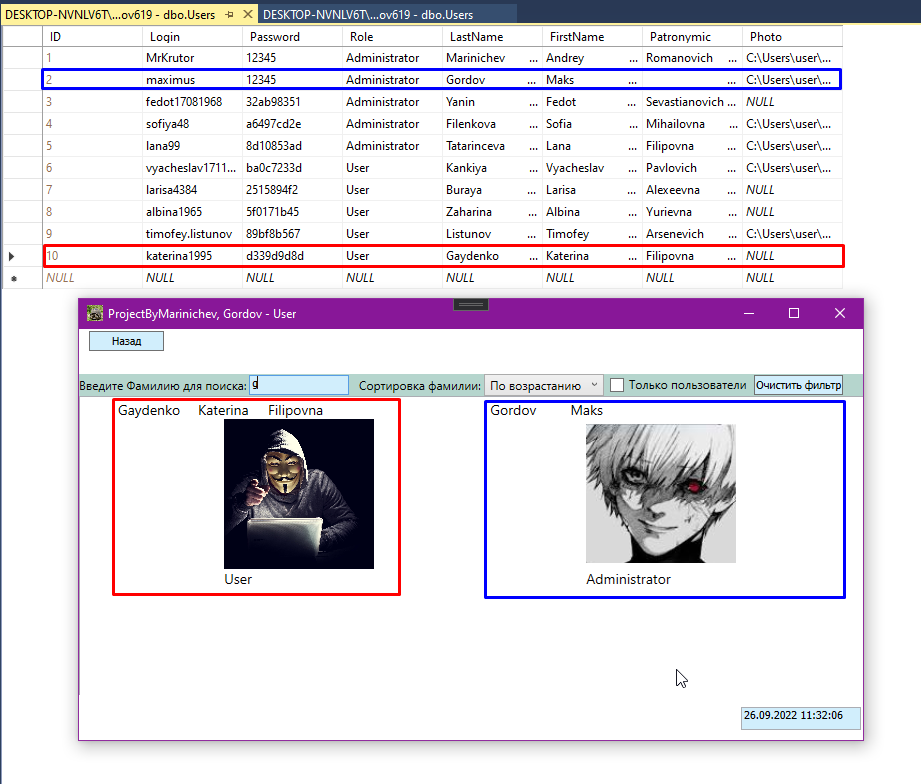 DESKTOP-NVNLV6T\...ov619 - dbo.Users DESKTOP-NVNLV6T\...ov619 - dbo.Users
ID Login Password Role LastName FirstName Patronymic Photo
1 MrKrutor 12345 Administrator Marinichev ... Andrey ... Romanovich ... C:\Users\user\...
2 maximus 12345 Administrator Gordov ... Maks ... ... C:\Users\user\...
3 fedot17081968 32ab98351 Administrator Yanin ... Fedot ... Sevastianovich ... NULL
4 sofiya48 a6497cd2e Administrator Filenkova ... Sofia ... Mihailovna ... C:\Users\user\...
5 lana99 8d10853ad Administrator Tatarinceva ... Lana ... Filipovna ... C:\Users\user\...
6 vyacheslav1711... ba0c7233d User Kankiya ... Vyacheslav ... Pavlovich ... C:\Users\user\...
7 larisa4384 2515894f2 User Buraya ... Larisa ... Alexeevna ... NULL
8 albina1965 5f0171b45 User Zaharina ... Albina ... Yurievna ... NULL
9 timofey.listunov 89bf8b567 User Listunov ... Timofey ... Arsenevich ... C:\Users\user\...
10 katerina1995 d339d9d8d User Gaydenko ... Katerina ... Filipovna ... NULL
NULL NULL NULL NULL NULL NULL NULL NULL
ProjectByMarinichev, Gordov - User
Назад
Введите Фамилию для поиска: g Сортировка фамилии: По возрастанию Только пользователи Очистить фильтр
Gaydenko Katerina Filipovna Gordov Maks
User Administrator
26.09.2022 11:32:06